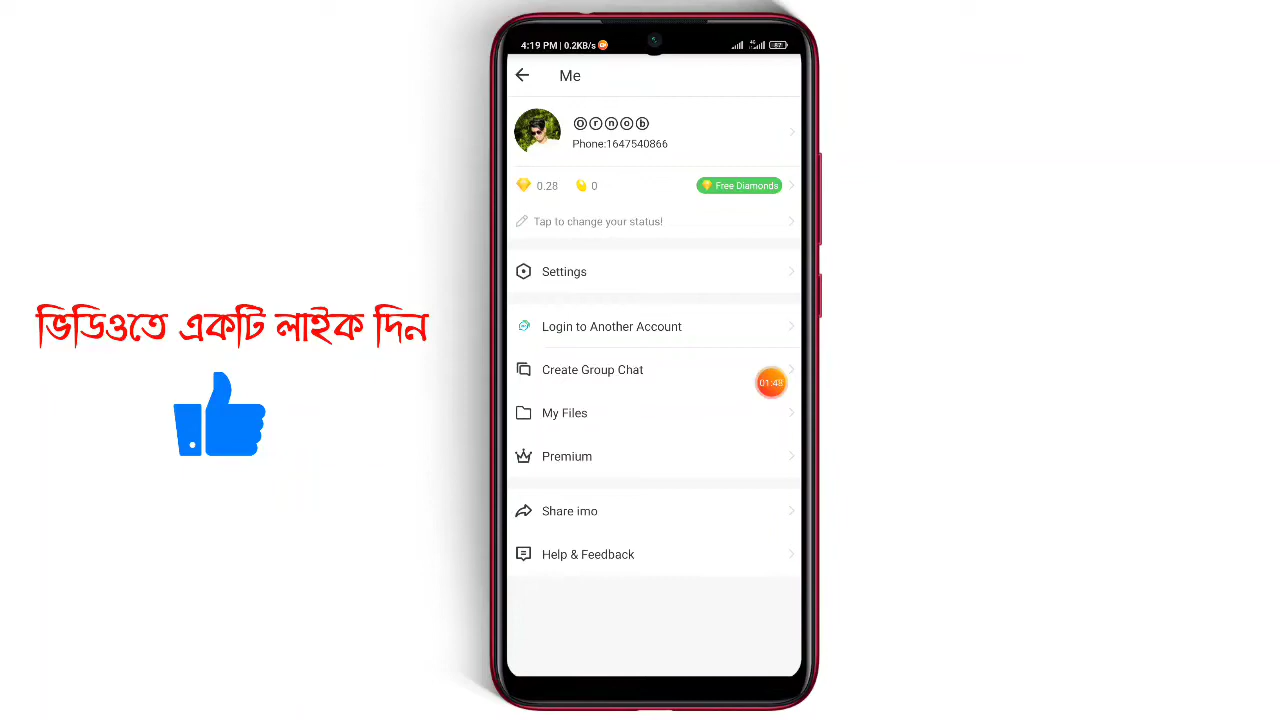 4:19 PM | 0.2KB/s
4G
87
Me
Ⓞⓡⓝⓞⓑ
Phone:1647540866
0.28
0
Free Diamonds
Tap to change your status!
Settings
Login to Another Account
Create Group Chat
01:48
My Files
Premium
Share imo
Help & Feedback
ভিডিওতে একটি লাইক দিন